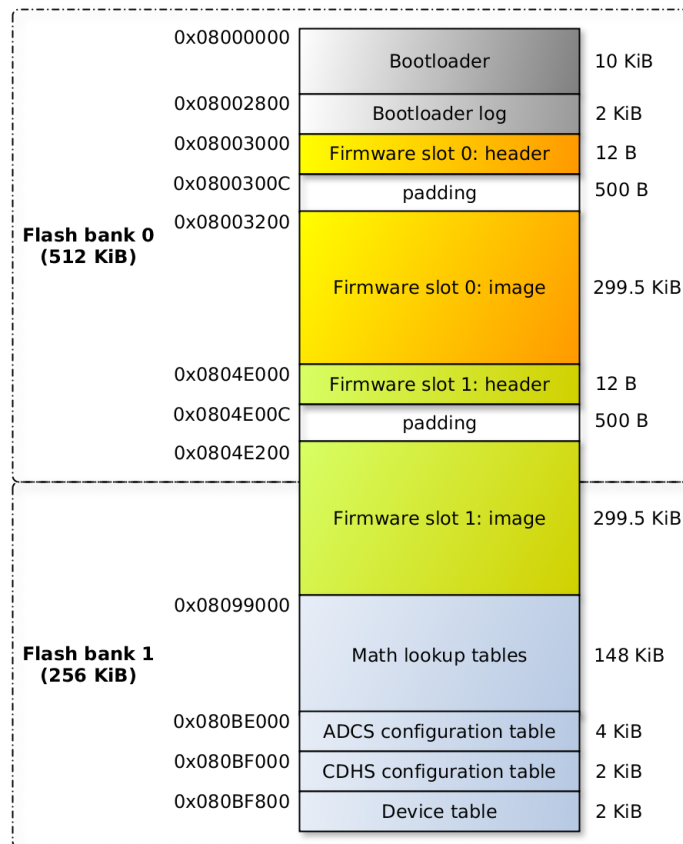 0x08000000
Bootloader
10 KiB
0x08002800
Bootloader log
2 KiB
0x08003000
Firmware slot 0: header
12 B
0x0800300C
padding
500 B
0x08003200
Flash bank 0
(512 KiB)
Firmware slot 0: image
299.5 KiB
0x0804E000
Firmware slot 1: header
12 B
0x0804E00C
padding
500 B
0x0804E200
Firmware slot 1: image
299.5 KiB
0x08099000
Flash bank 1
(256 KiB)
Math lookup tables
148 KiB
0x080BE000
ADCS configuration table
4 KiB
0x080BF000
CDHS configuration table
2 KiB
0x080BF800
Device table
2 KiB